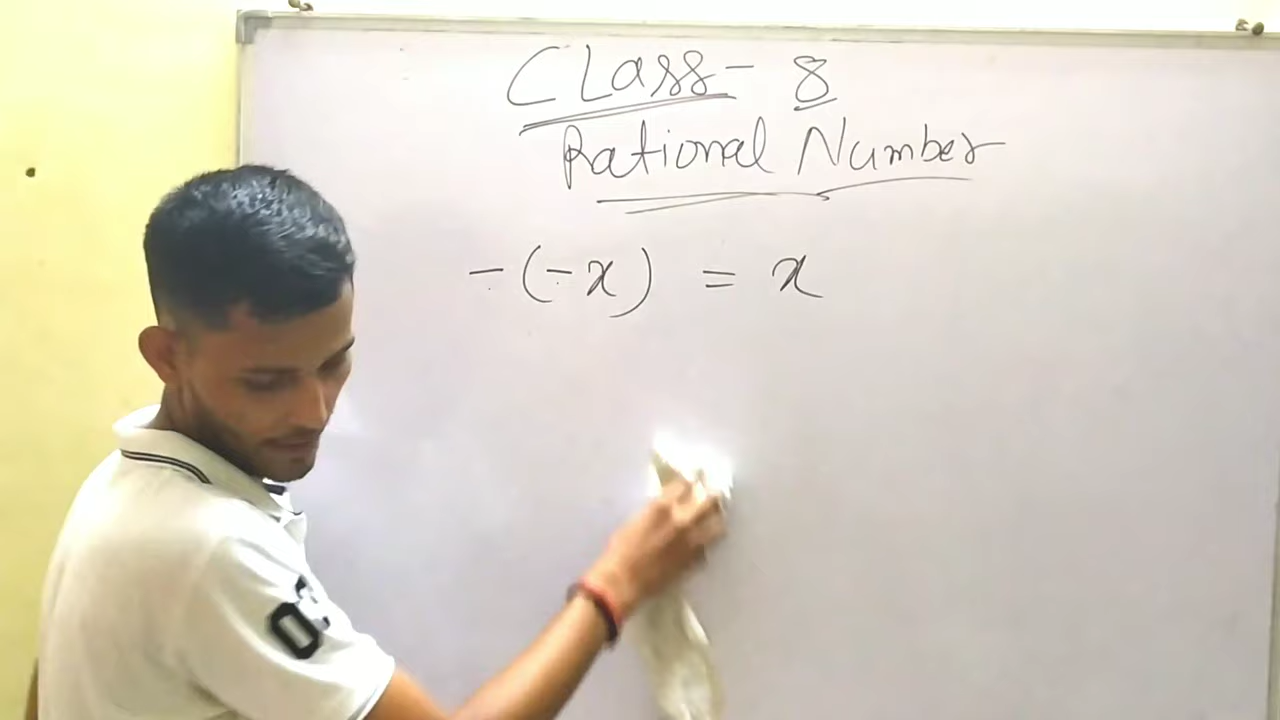 CLass - 8
Rational Number
-(-x) = x